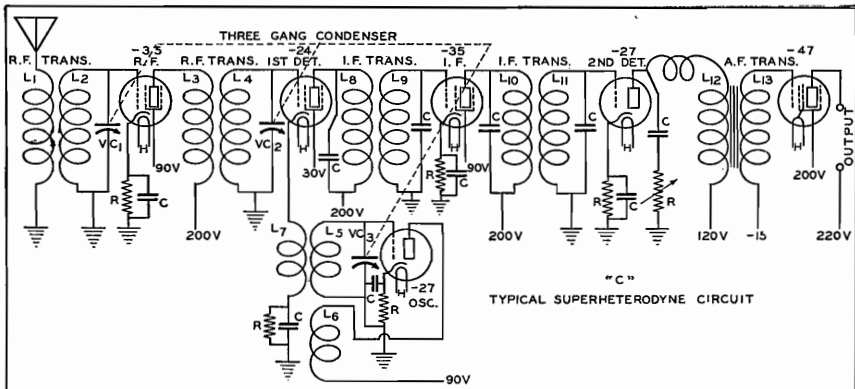 THREE GANG CONDENSER
R.F. TRANS.
-35
R.F.
R.F. TRANS.
-24
1ST DET.
I.F. TRANS.
-35
I.F.
I.F. TRANS.
-27
2ND DET.
A.F. TRANS.
-47
L1
L2
L3
L4
L8
L9
L10
L11
L12
L13
VC1
H
90V
VC2
H
C
30V
C
H
90V
C
C
H
C
H
200V
OUTPUT
R
C
200V
200V
R
C
200V
R
C
R
120V
-15
220V
L7
L5
VC3
H
-27
OSC.
C
R
R
C
L6
90V
"C"
TYPICAL SUPERHETERODYNE CIRCUIT